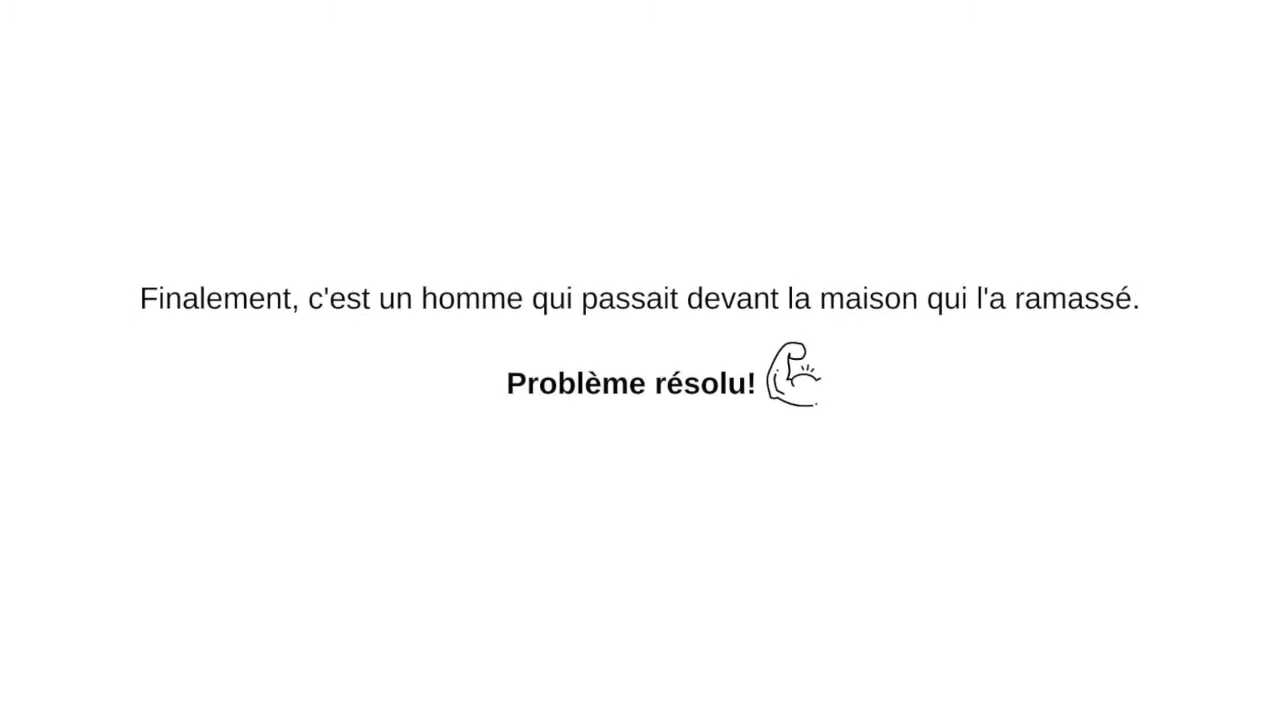 Finalement, c'est un homme qui passait devant la maison qui l'a ramassé.
Problème résolu!